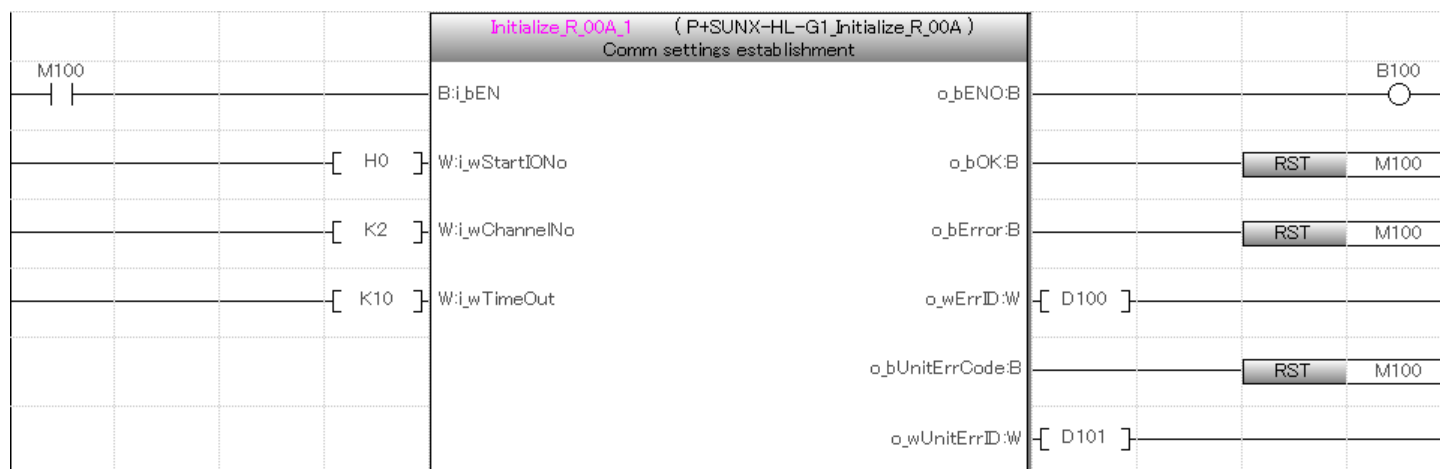 Initialize_R_00A_1 ( P+SUNX-HL-G1_Initialize_R_00A )
Comm settings establishment
M100
B:i_bEN
o_bENO:B
B100
H0
W:i_wStartIONo
o_bOK:B
RST M100
K2
W:i_wChannelNo
o_bError:B
RST M100
K10
W:i_wTimeOut
o_wErrID:W
D100
o_bUnitErrCode:B
RST M100
o_wUnitErrID:W
D101